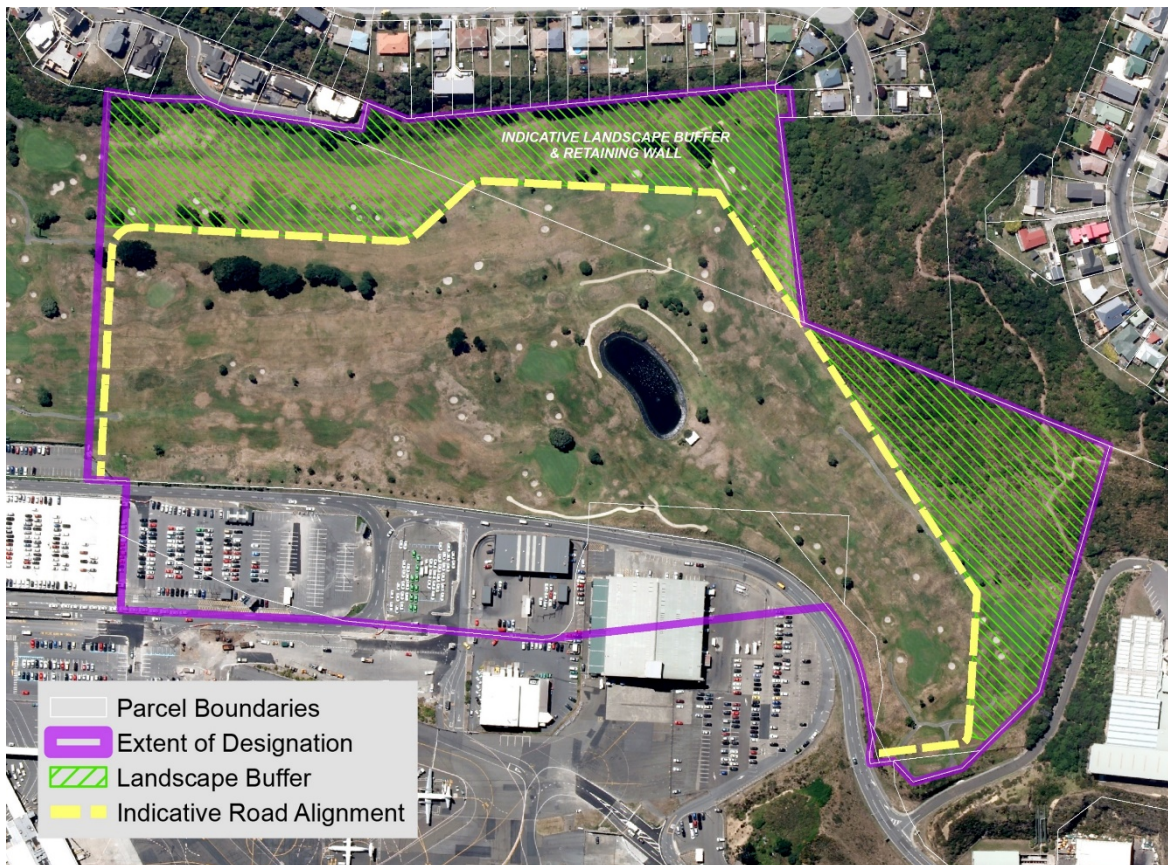 INDICATIVE LANDSCAPE BUFFER
& RETAINING WALL
Parcel Boundaries
Extent of Designation
Landscape Buffer
Indicative Road Alignment